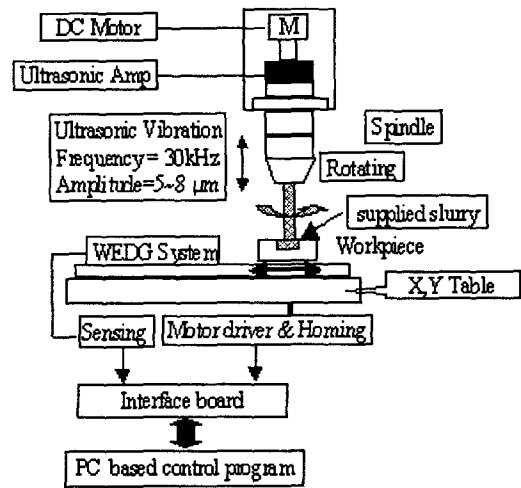 DC Motor
M
Ultrasonic Amp
Ultrasonic Vibration
Frequency = 30kHz
Amplitude=5~8 μm
Spindle
Rotating
supplied slurry
WEDG System
Workpiece
X,Y Table
Sensing
Motor driver & Homing
Interface board
PC based control program